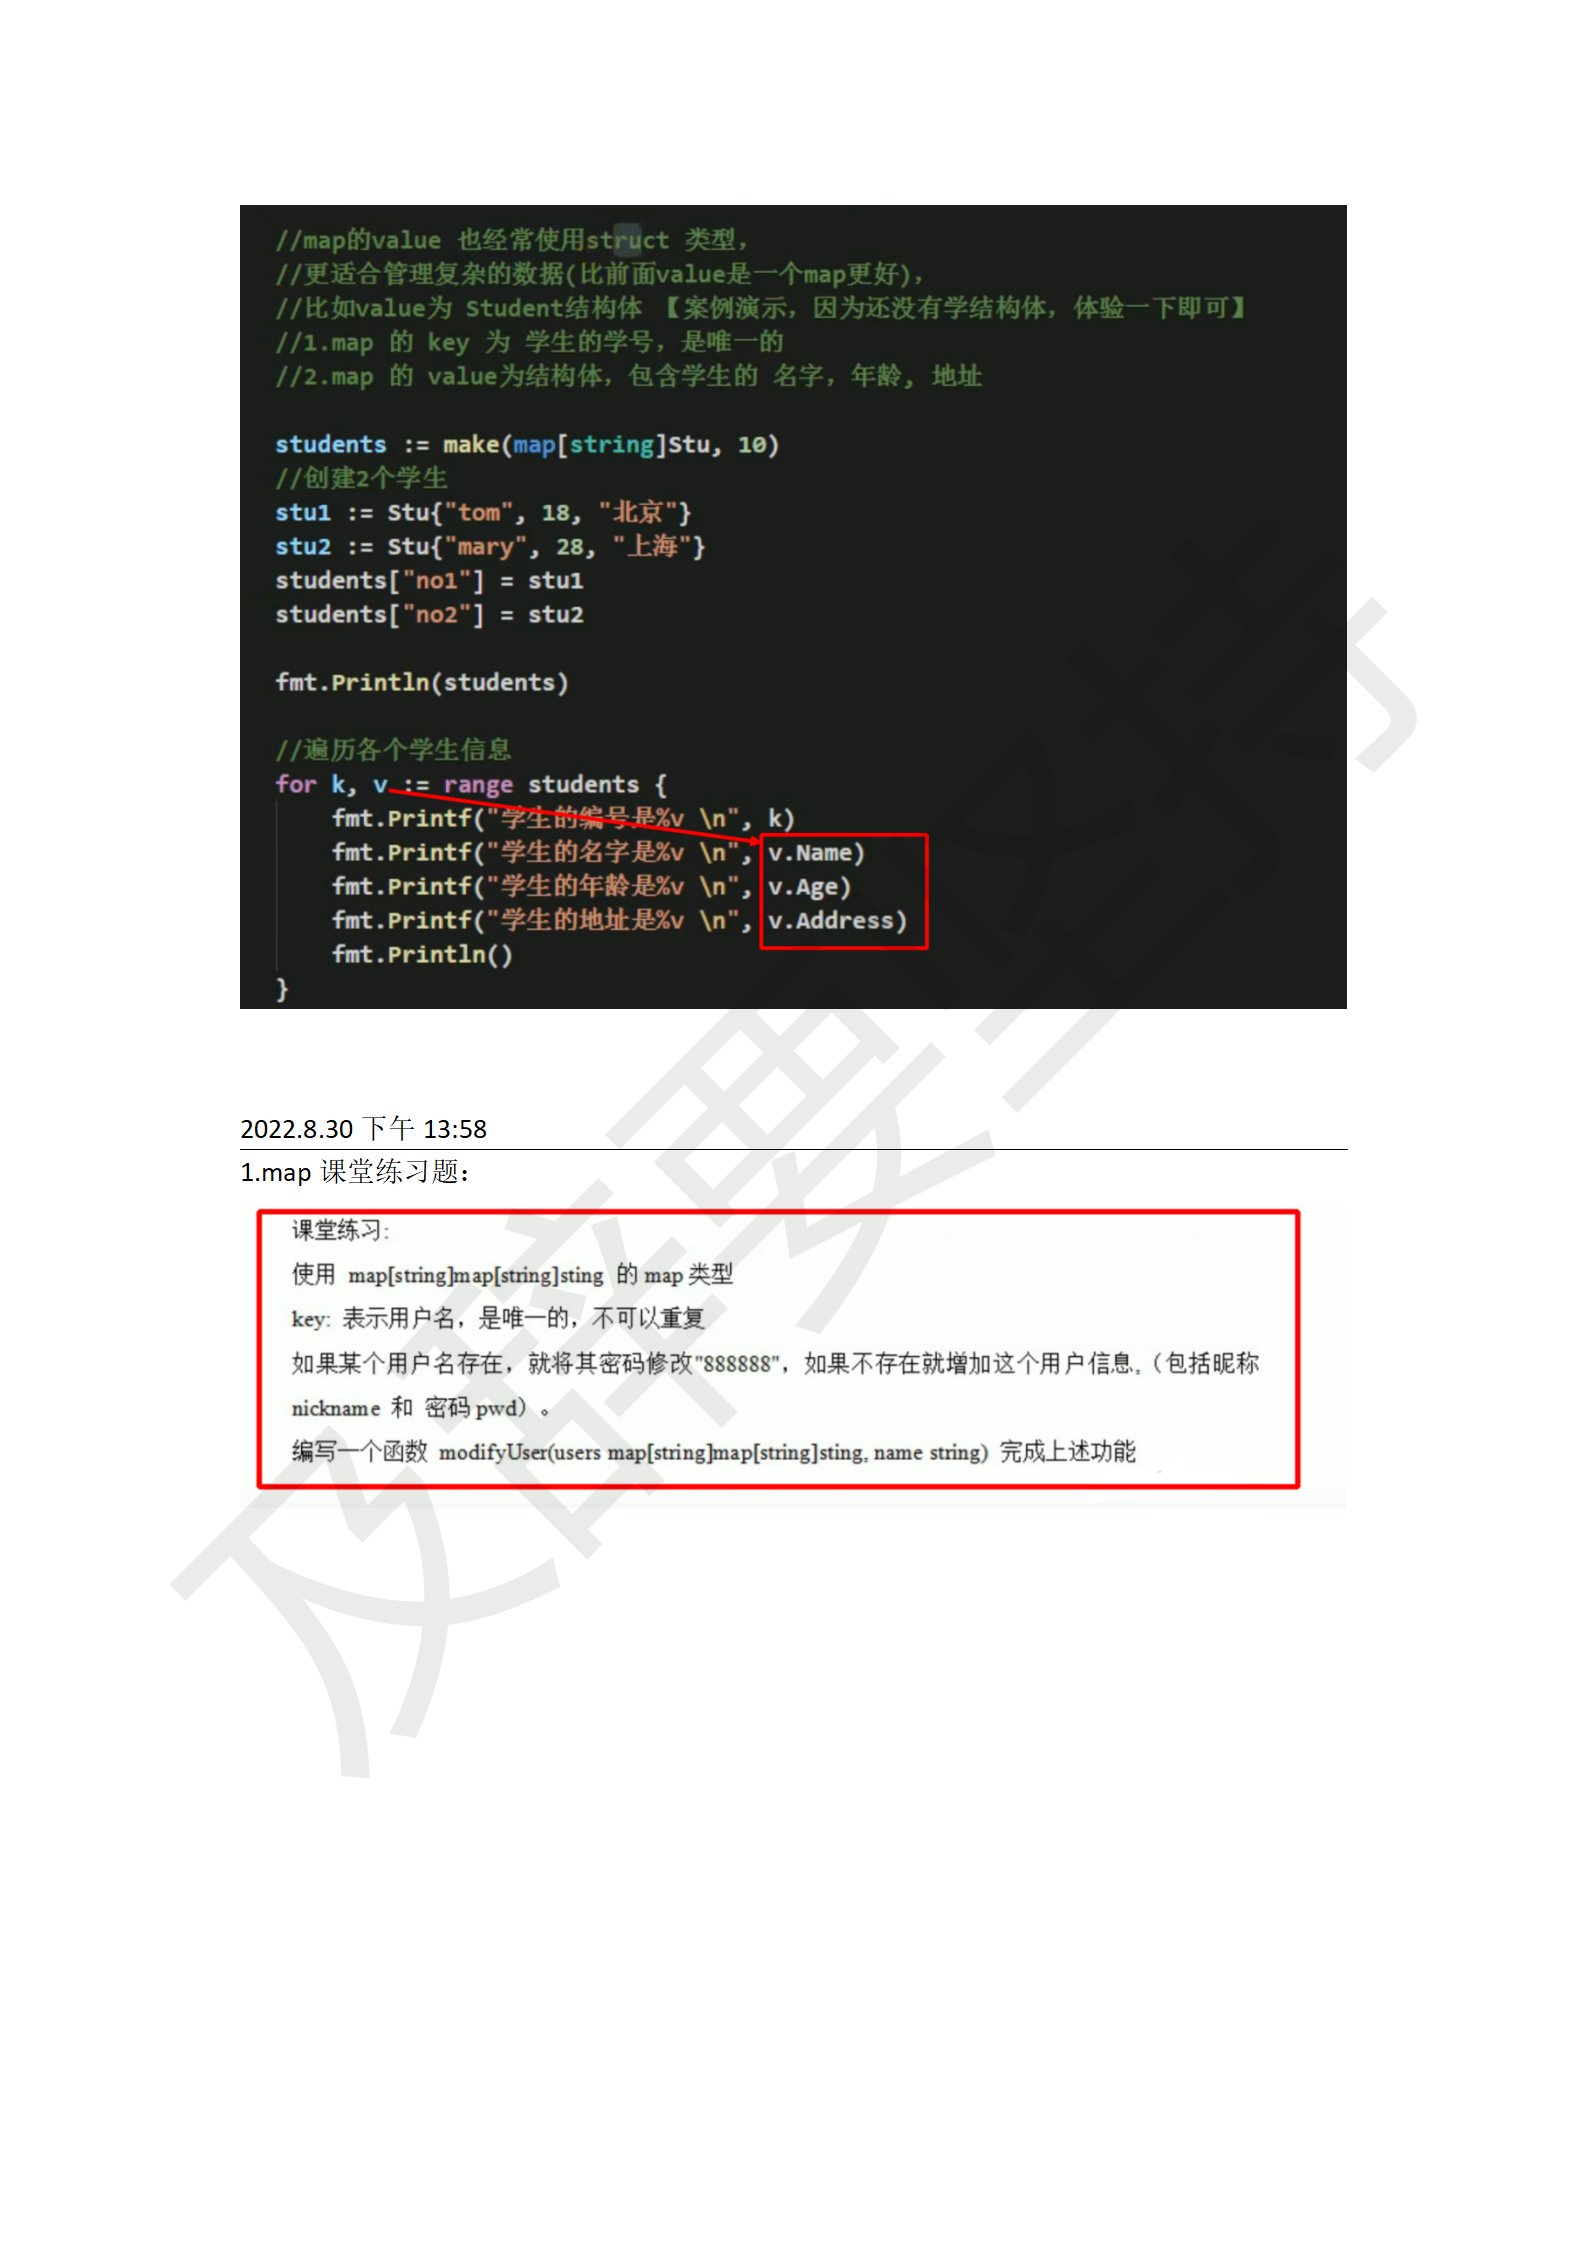 //map的value 也经常使用struct 类型，
//更适合管理复杂的数据(比前面value是一个map更好)，
//比如value为 Student结构体 【案例演示，因为还没有学结构体，体验一下即可】
//1.map 的 key 为 学生的学号，是唯一的
//2.map 的 value为结构体，包含学生的 名字，年龄, 地址
students := make(map[string]Stu, 10)
//创建2个学生
stu1 := Stu{"tom", 18, "北京"}
stu2 := Stu{"mary", 28, "上海"}
students["no1"] = stu1
students["no2"] = stu2
fmt.Println(students)
//遍历各个学生信息
for k, v := range students {
fmt.Printf("学生的编号是%v \n", k)
fmt.Printf("学生的名字是%v \n", v.Name)
fmt.Printf("学生的年龄是%v \n", v.Age)
fmt.Printf("学生的地址是%v \n", v.Address)
fmt.Println()
}
2022.8.30 下午 13:58
1.map 课堂练习题：
课堂练习:
使用 map[string]map[string]sting 的 map 类型
key: 表示用户名，是唯一的，不可以重复
如果某个用户名存在，就将其密码修改"888888"，如果不存在就增加这个用户信息,（包括昵称
nickname 和 密码 pwd）。
编写一个函数 modifyUser(users map[string]map[string]sting, name string) 完成上述功能
及辞要坚持